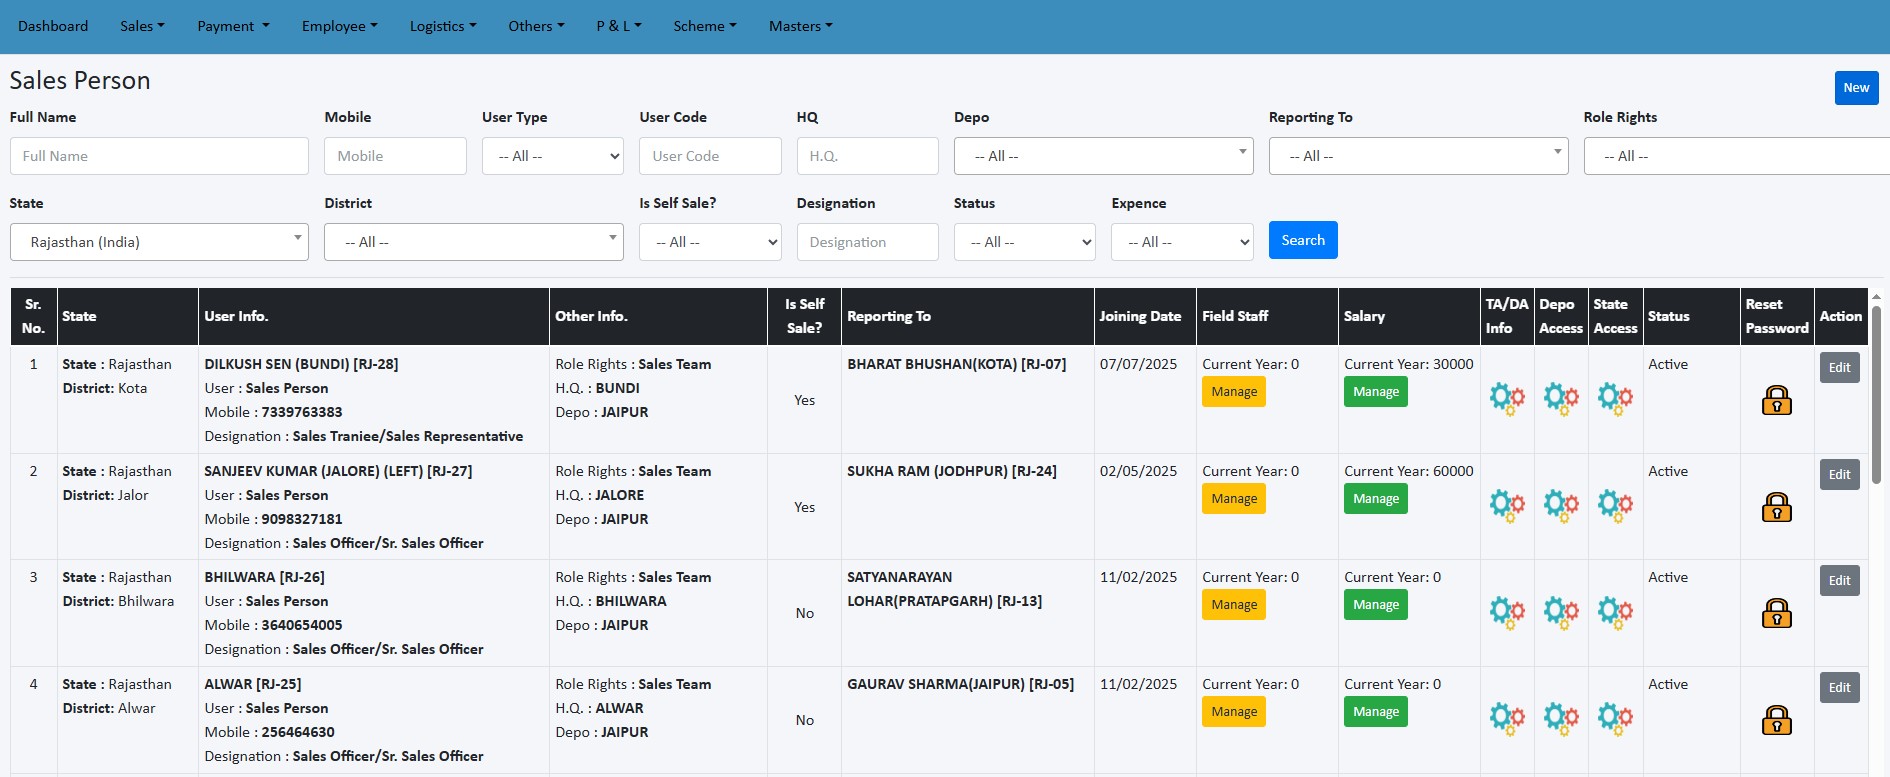 Dashboard Sales Payment Employee Logistics Others P & L Scheme Masters
Sales Person
New
Full Name Mobile User Type User Code HQ Depo Reporting To Role Rights
Full Name Mobile -- All -- User Code H.Q. -- All -- -- All -- -- All --
State District Is Self Sale? Designation Status Expence
Rajasthan (India) -- All -- -- All -- Designation -- All -- -- All -- Search
Sr. No. State User Info. Other Info. Is Self Sale? Reporting To Joining Date Field Staff Salary TA/DA Info Depo Access State Access Status Reset Password Action
1 State : Rajasthan DILKUSH SEN (BUNDI) [RJ-28] Role Rights : Sales Team BHARAT BHUSHAN(KOTA) [RJ-07] 07/07/2025 Current Year: 0 Current Year: 30000 Active Edit
District: Kota User : Sales Person H.Q. : BUNDI Yes Manage Manage
Mobile : 7339763383 Depo : JAIPUR
Designation : Sales Traniee/Sales Representative
2 State : Rajasthan SANJEEV KUMAR (JALORE) (LEFT) [RJ-27] Role Rights : Sales Team SUKHA RAM (JODHPUR) [RJ-24] 02/05/2025 Current Year: 0 Current Year: 60000 Active Edit
District: Jalor User : Sales Person H.Q. : JALORE Yes Manage Manage
Mobile : 9098327181 Depo : JAIPUR
Designation : Sales Officer/Sr. Sales Officer
3 State : Rajasthan BHILWARA [RJ-26] Role Rights : Sales Team SATYANARAYAN 11/02/2025 Current Year: 0 Current Year: 0 Active Edit
District: Bhilwara User : Sales Person H.Q. : BHILWARA No LOHAR(PRATAPGARH) [RJ-13] Manage Manage
Mobile : 3640654005 Depo : JAIPUR
Designation : Sales Officer/Sr. Sales Officer
4 State : Rajasthan ALWAR [RJ-25] Role Rights : Sales Team GAURAV SHARMA(JAIPUR) [RJ-05] 11/02/2025 Current Year: 0 Current Year: 0 Active Edit
District: Alwar User : Sales Person H.Q. : ALWAR No Manage Manage
Mobile : 256464630 Depo : JAIPUR
Designation : Sales Officer/Sr. Sales Officer